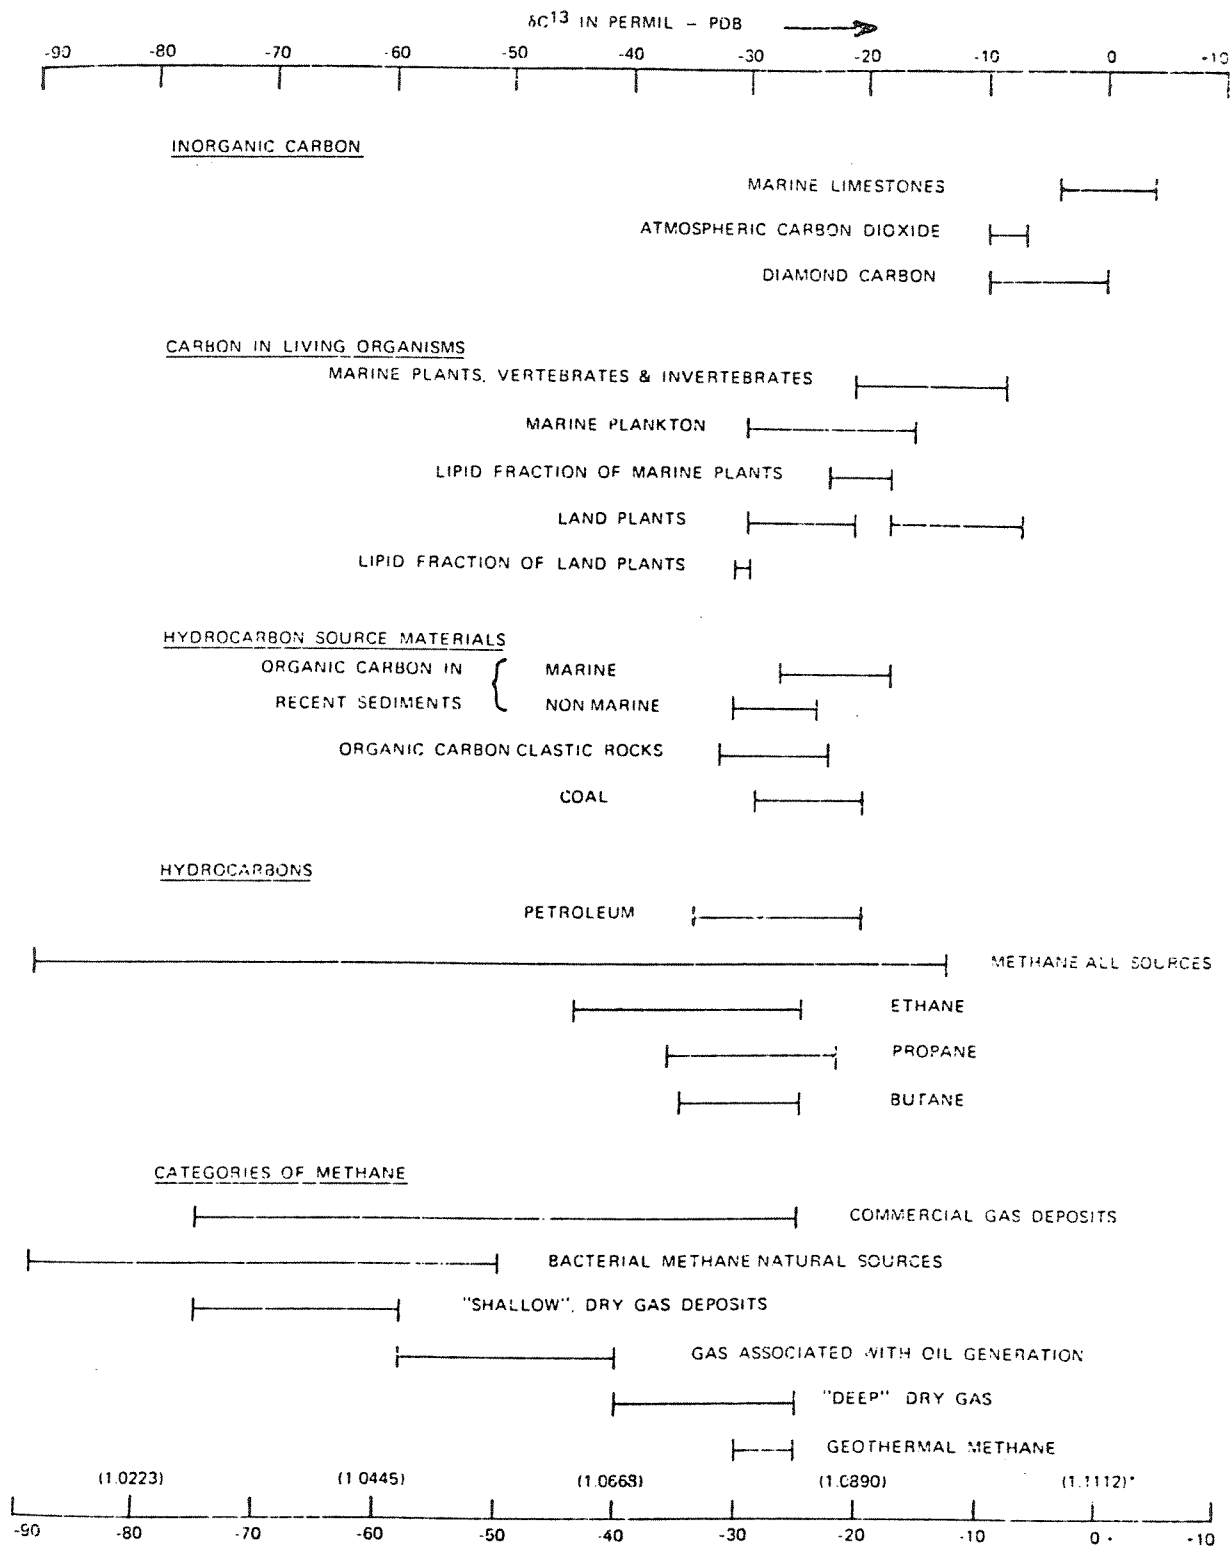 δC13 IN PERMIL – PDB
-90 -80 -70 -60 -50 -40 -30 -20 -10 0 +10
INORGANIC CARBON
MARINE LIMESTONES
ATMOSPHERIC CARBON DIOXIDE
DIAMOND CARBON
CARBON IN LIVING ORGANISMS
MARINE PLANTS, VERTEBRATES & INVERTEBRATES
MARINE PLANKTON
LIPID FRACTION OF MARINE PLANTS
LAND PLANTS
LIPID FRACTION OF LAND PLANTS
HYDROCARBON SOURCE MATERIALS
ORGANIC CARBON IN { MARINE
RECENT SEDIMENTS NON MARINE
ORGANIC CARBON CLASTIC ROCKS
COAL
HYDROCARBONS
PETROLEUM
METHANE ALL SOURCES
ETHANE
PROPANE
BUTANE
CATEGORIES OF METHANE
COMMERCIAL GAS DEPOSITS
BACTERIAL METHANE NATURAL SOURCES
"SHALLOW", DRY GAS DEPOSITS
GAS ASSOCIATED WITH OIL GENERATION
"DEEP" DRY GAS
GEOTHERMAL METHANE
(1.0223) (1.0445) (1.0668) (1.0890) (1.1112)*
-90 -80 -70 -60 -50 -40 -30 -20 -10 0 +10